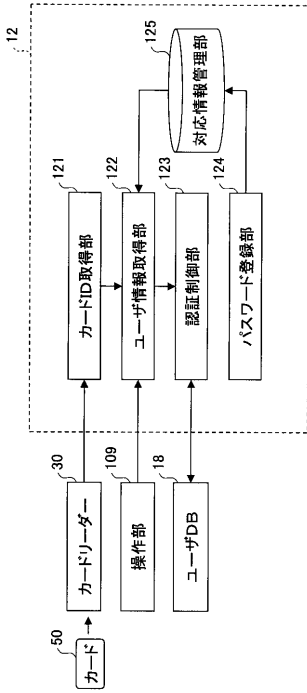 12
50
カード
30
カードリーダー
109
操作部
18
ユーザDB
121
カードID取得部
122
ユーザ情報取得部
123
認証制御部
124
パスワード登録部
125
対応情報管理部